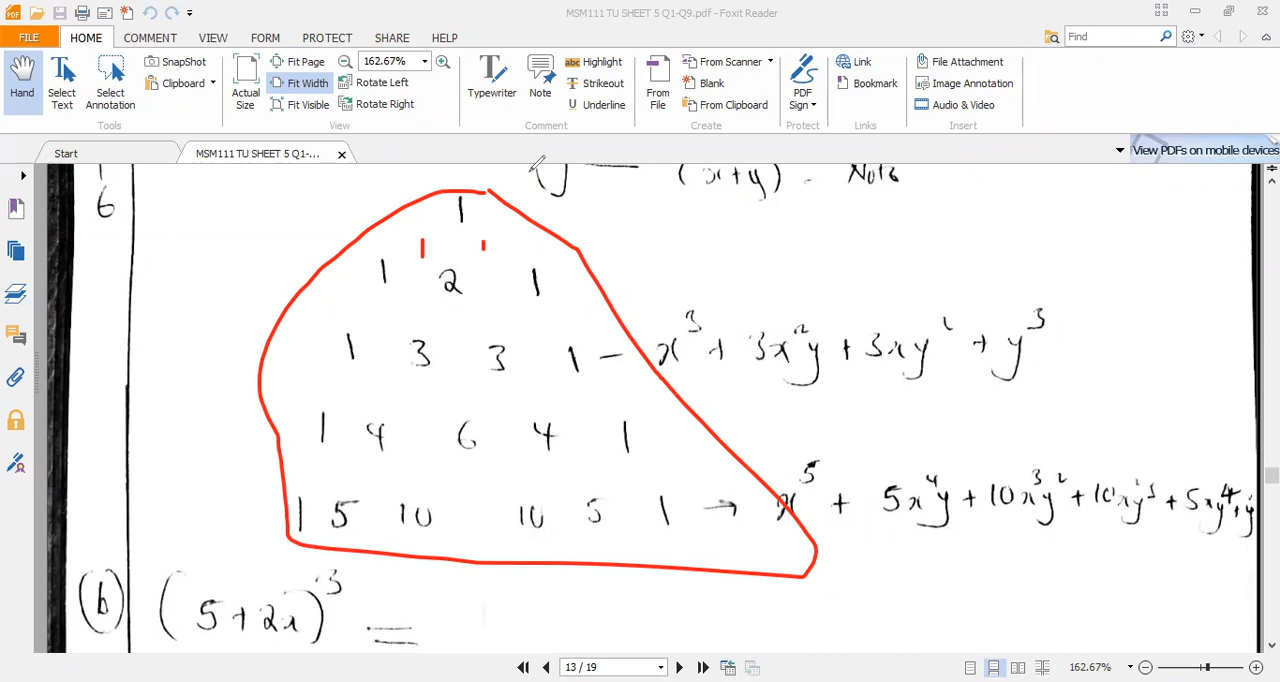 MSM111 TU SHEET 5 Q1-Q9.pdf - Foxit Reader
FILE HOME COMMENT VIEW FORM PROTECT SHARE HELP Find
Hand Select Text Select Annotation SnapShot Clipboard Actual Size Fit Page Fit Width Fit Visible 162.67% Rotate Left Rotate Right Typewriter Note Highlight Strikeout Underline From File From Scanner Blank From Clipboard PDF Sign Link Bookmark File Attachment Image Annotation Audio & Video
Tools View Comment Create Protect Links Insert
Start MSM111 TU SHEET 5 Q1-... View PDFs on mobile devices
(x+y) - Note
6
1
1 1
1 2 1
1 3 3 1 – x³ + 3x²y + 3xy² + y³
1 4 6 4 1
1 5 10 10 5 1 → x⁵ + 5x⁴y + 10x³y² + 10x²y³ + 5xy⁴ + y
(b) (5+2x)³ =
13 / 19 162.67%